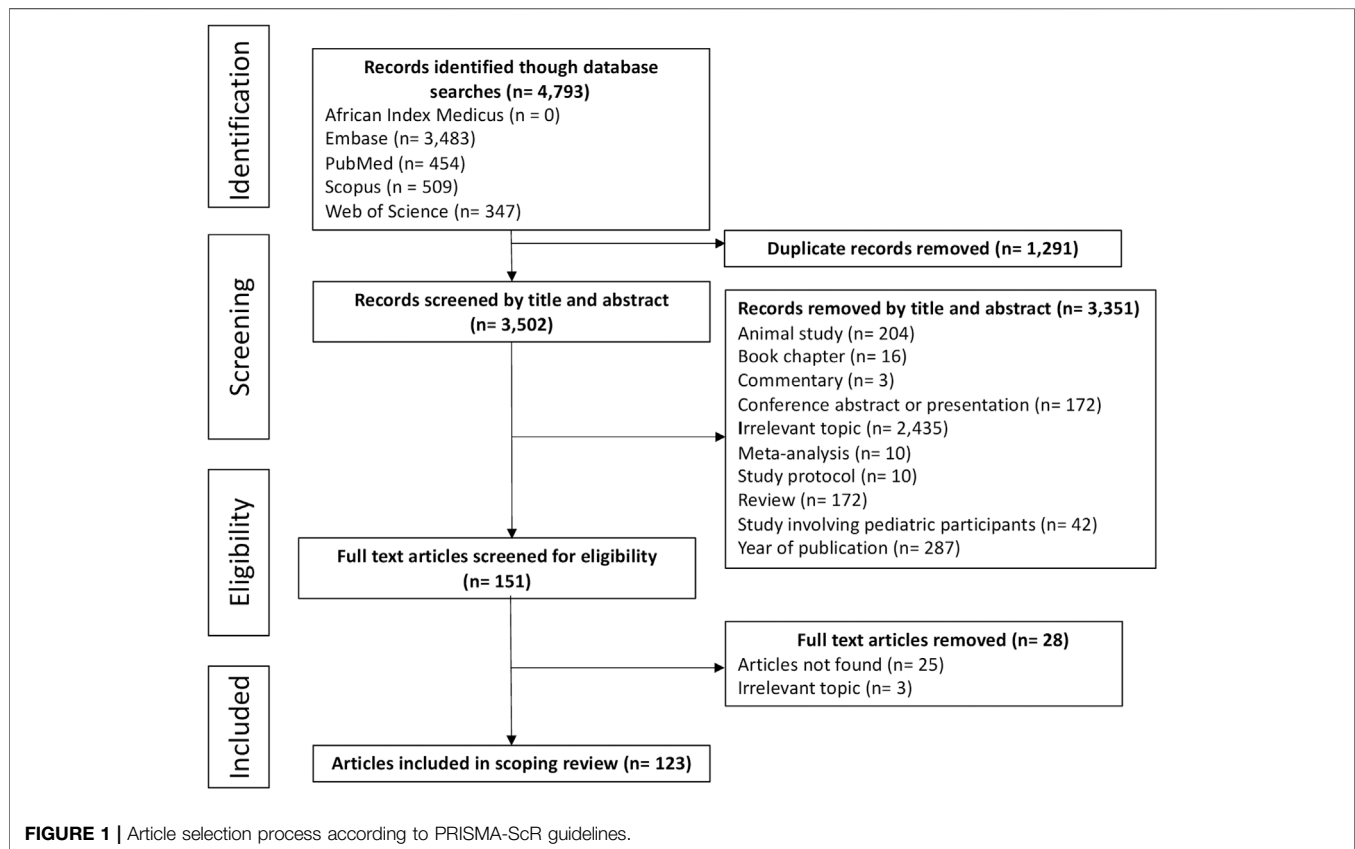 Identification
Records identified though database
searches (n= 4,793)
African Index Medicus (n = 0)
Embase (n= 3,483)
PubMed (n= 454)
Scopus (n = 509)
Web of Science (n= 347)
Duplicate records removed (n= 1,291)
Screening
Records screened by title and abstract
(n= 3,502)
Records removed by title and abstract (n= 3,351)
Animal study (n= 204)
Book chapter (n= 16)
Commentary (n= 3)
Conference abstract or presentation (n= 172)
Irrelevant topic (n= 2,435)
Meta-analysis (n= 10)
Study protocol (n= 10)
Review (n= 172)
Study involving pediatric participants (n= 42)
Year of publication (n= 287)
Eligibility
Full text articles screened for eligibility
(n= 151)
Full text articles removed (n= 28)
Articles not found (n= 25)
Irrelevant topic (n= 3)
Included
Articles included in scoping review (n= 123)
FIGURE 1 | Article selection process according to PRISMA-ScR guidelines.